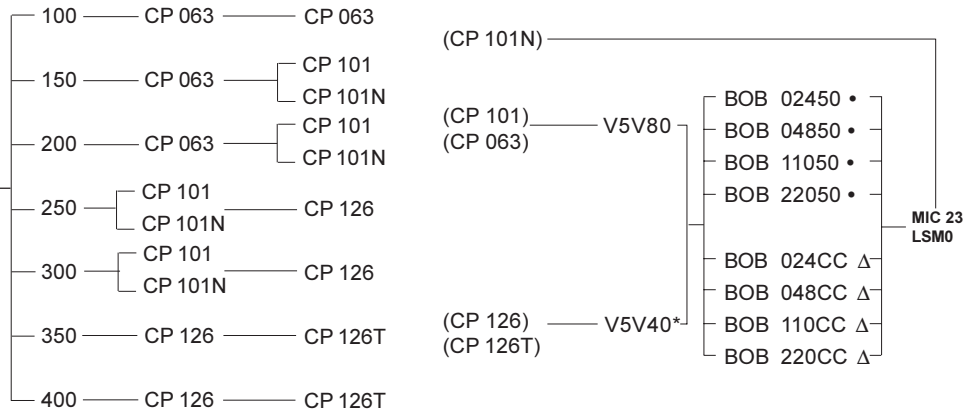 100 CP 063 CP 063
150 CP 063 CP 101
CP 101N
200 CP 063 CP 101
CP 101N
250 CP 101
CP 101N CP 126
300 CP 101
CP 101N CP 126
350 CP 126 CP 126T
400 CP 126 CP 126T
(CP 101N)
(CP 101)
(CP 063)
V5V80
(CP 126)
(CP 126T)
V5V40*
BOB 02450 •
BOB 04850 •
BOB 11050 •
BOB 22050 •
BOB 024CC Δ
BOB 048CC Δ
BOB 110CC Δ
BOB 220CC Δ
MIC 23
LSM0